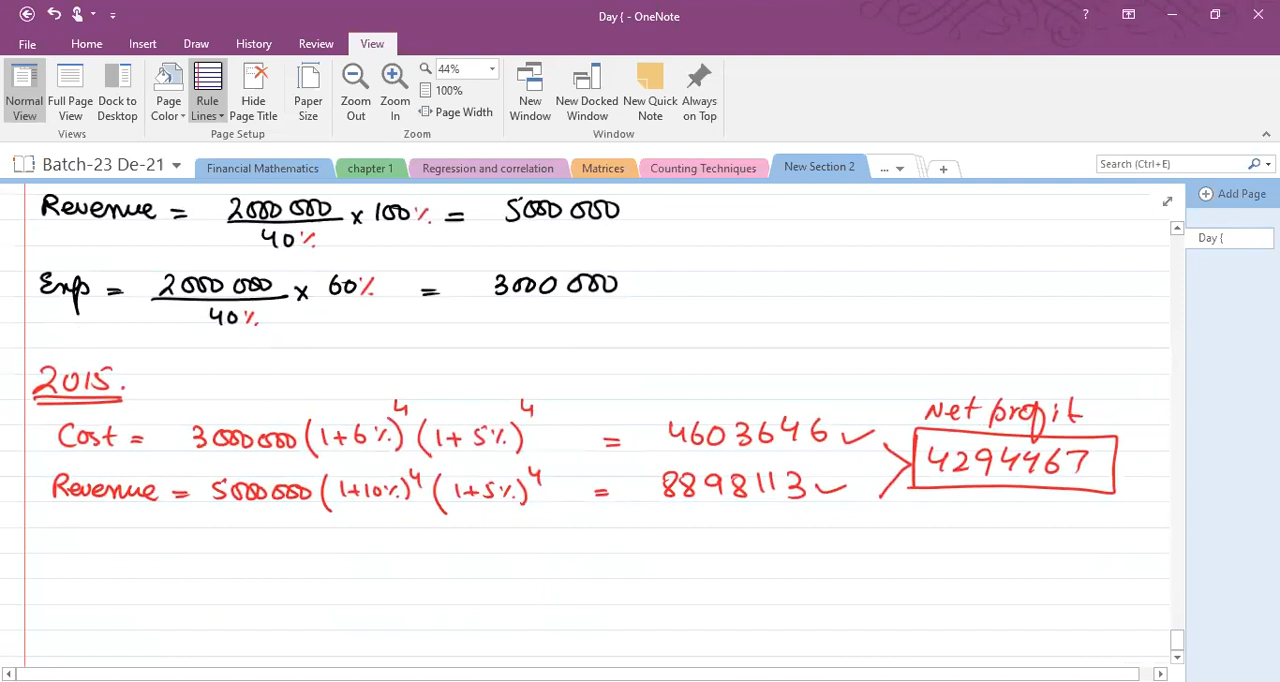 Day { - OneNote
?
File Home Insert Draw History Review View
Normal View
Full Page View
Dock to Desktop
Views
Page Color
Rule Lines
Hide Page Title
Paper Size
Page Setup
Zoom Out
Zoom In
44%
100%
Page Width
Zoom
New Window
New Docked Window
New Quick Note
Always on Top
Window
Batch-23 De-21
Financial Mathematics
chapter 1
Regression and correlation
Matrices
Counting Techniques
New Section 2
...
+
Search (Ctrl+E)
Add Page
Day {
Revenue = 2000 000 / 40% × 100% = 5000 000
Exp = 2000 000 / 40% × 60% = 3000 000
2015.
Net profit
Cost = 3000000 (1+6%)^4 (1+5%)^4 = 4603646 ✓
4294467
Revenue = 5000000 (1+10%)^4 (1+5%)^4 = 8898113 ✓